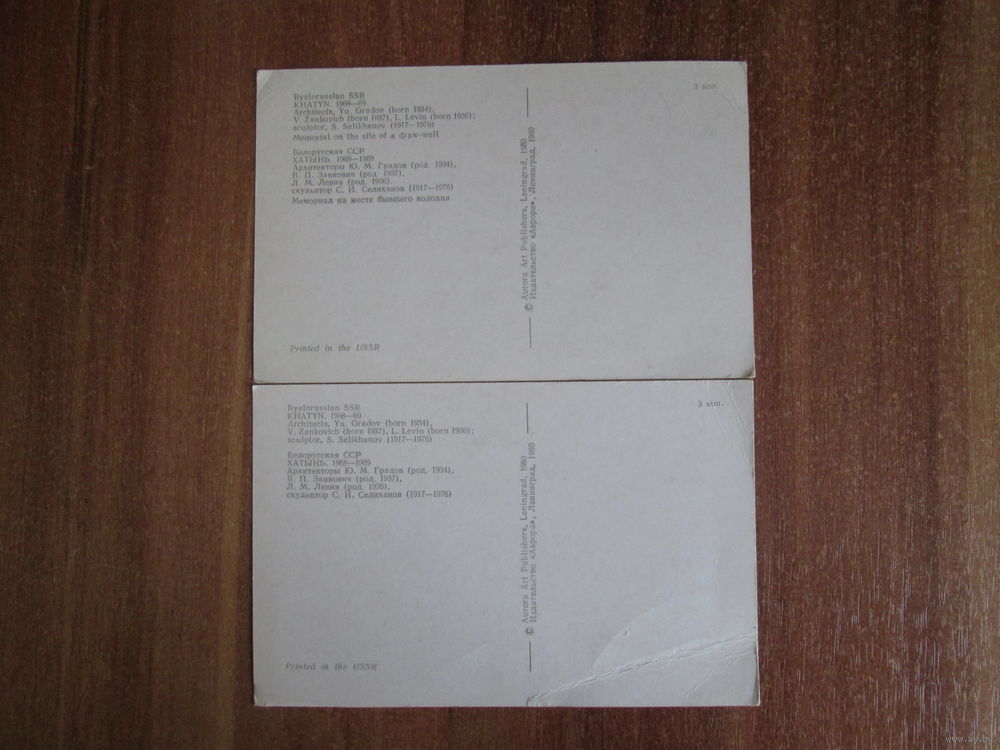 Byelorussian SSR
KHATYN. 1968—69
Architects, Yu. Gradov (born 1934),
V. Zankovich (born 1937), L. Levin (born 1936);
sculptor, S. Selikhanov (1917—1976)
Memorial on the site of a draw-well
Белорусская ССР
ХАТЫНЬ. 1968—1969
Архитекторы Ю. М. Градов (род. 1934),
В. П. Занкович (род. 1937),
Л. М. Левин (род. 1936),
скульптор С. И. Селиханов (1917—1976)
Мемориал на месте бывшего колодца
Printed in the USSR
© Aurora Art Publishers, Leningrad, 1980
Издательство «Аврора», Ленинград, 1980
3 коп.
Byelorussian SSR
KHATYN. 1968—69
Architects, Yu. Gradov (born 1934),
V. Zankovich (born 1937), L. Levin (born 1936);
sculptor, S. Selikhanov (1917—1976)
Белорусская ССР
ХАТЫНЬ. 1968—1969
Архитекторы Ю. М. Градов (род. 1934),
В. П. Занкович (род. 1937),
Л. М. Левин (род. 1936),
скульптор С. И. Селиханов (1917—1976)
Printed in the USSR
© Aurora Art Publishers, Leningrad, 1980
Издательство «Аврора», Ленинград, 1980
3 коп.
www.ay.by